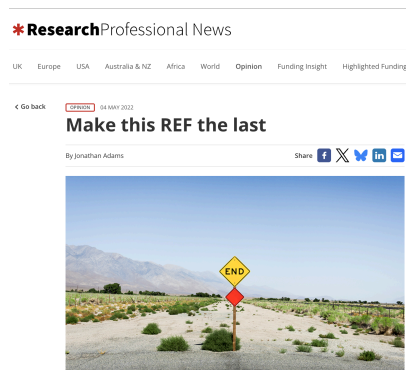 * ResearchProfessional News
UK Europe USA Australia & NZ Africa World Opinion Funding Insight Highlighted Funding
< Go back
OPINION 04 MAY 2022
Make this REF the last
By Jonathan Adams Share
END